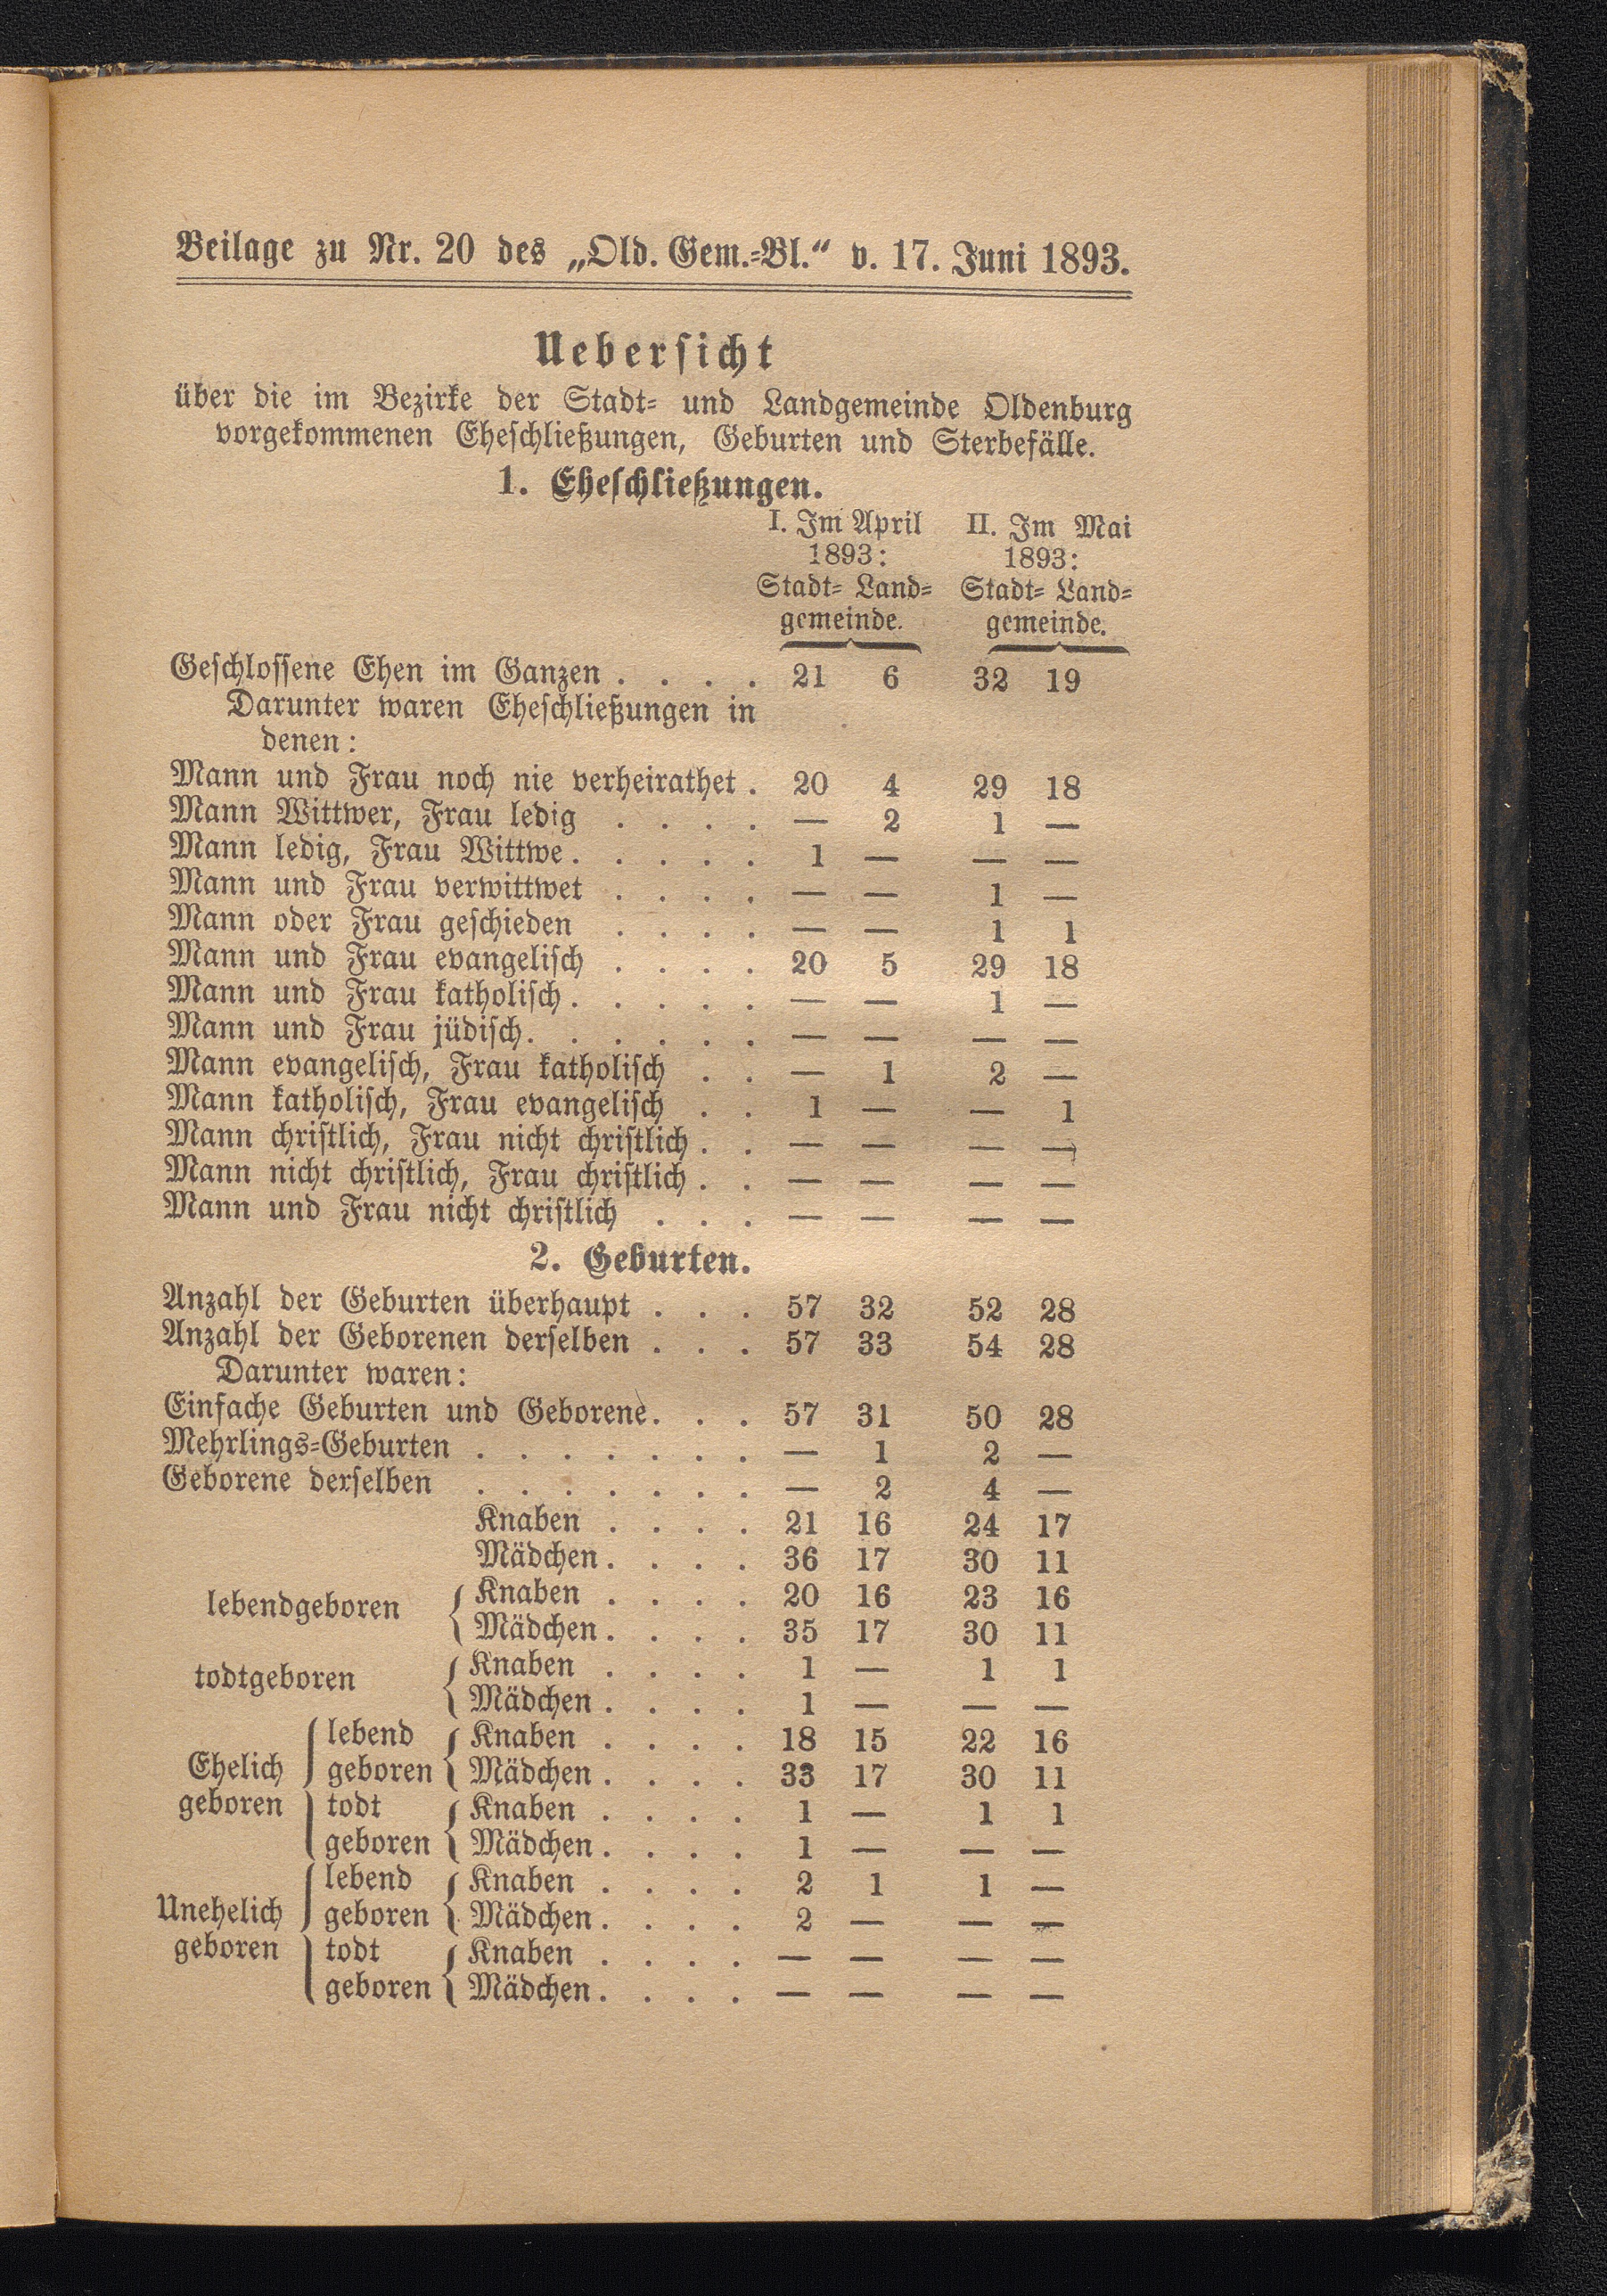 Beilage zu Nr. 20 des „Old. Gem.-Bl.“ v. 17. Juni 1893.
Uebersicht
über die im Bezirke der Stadt- und Landgemeinde Oldenburg
vorgekommenen Eheschließungen, Geburten und Sterbefälle.
1. Eheschließungen.
I. Im April II. Im Mai
1893: 1893:
Stadt- Land- Stadt- Land-
gemeinde. gemeinde.
Geschlossene Ehen im Ganzen . . . . 21 6 32 19
Darunter waren Eheschließungen in
denen:
Mann und Frau noch nie verheirathet . 20 4 29 18
Mann Wittwer, Frau ledig . . . . — 2 1 —
Mann ledig, Frau Wittwe . . . . . 1 — — —
Mann und Frau verwittwet . . . . — — 1 —
Mann oder Frau geschieden . . . . — — 1 1
Mann und Frau evangelisch . . . . 20 5 29 18
Mann und Frau katholisch . . . . . — — 1 —
Mann und Frau jüdisch . . . . . . — — — —
Mann evangelisch, Frau katholisch . . — 1 2 —
Mann katholisch, Frau evangelisch . . 1 — — 1
Mann christlich, Frau nicht christlich . . — — — —
Mann nicht christlich, Frau christlich . . — — — —
Mann und Frau nicht christlich . . . — — — —
2. Geburten.
Anzahl der Geburten überhaupt . . . 57 32 52 28
Anzahl der Geborenen derselben . . . 57 33 54 28
Darunter waren:
Einfache Geburten und Geborene . . . 57 31 50 28
Mehrlings-Geburten . . . . . . . — 1 2 —
Geborene derselben . . . . . . . — 2 4 —
Knaben . . . . 21 16 24 17
Mädchen . . . . 36 17 30 11
lebendgeboren { Knaben . . . . 20 16 23 16
Mädchen . . . . 35 17 30 11
todtgeboren { Knaben . . . . 1 — 1 1
Mädchen . . . . 1 — — —
lebend { Knaben . . . . 18 15 22 16
Ehelich geboren Mädchen . . . . 33 17 30 11
geboren todt { Knaben . . . . 1 — 1 1
geboren Mädchen . . . . 1 — — —
lebend { Knaben . . . . 2 1 1 —
Unehelich geboren Mädchen . . . . 2 — — —
geboren todt { Knaben . . . . — — — —
geboren Mädchen . . . . — — — —